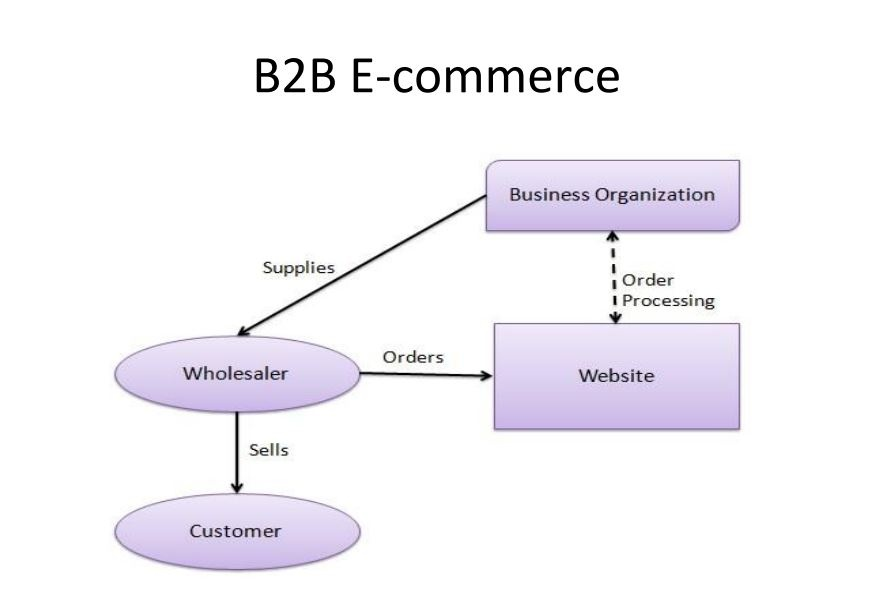 B2B E-commerce
Business Organization
Supplies
Order
Processing
Orders
Wholesaler
Website
Sells
Customer